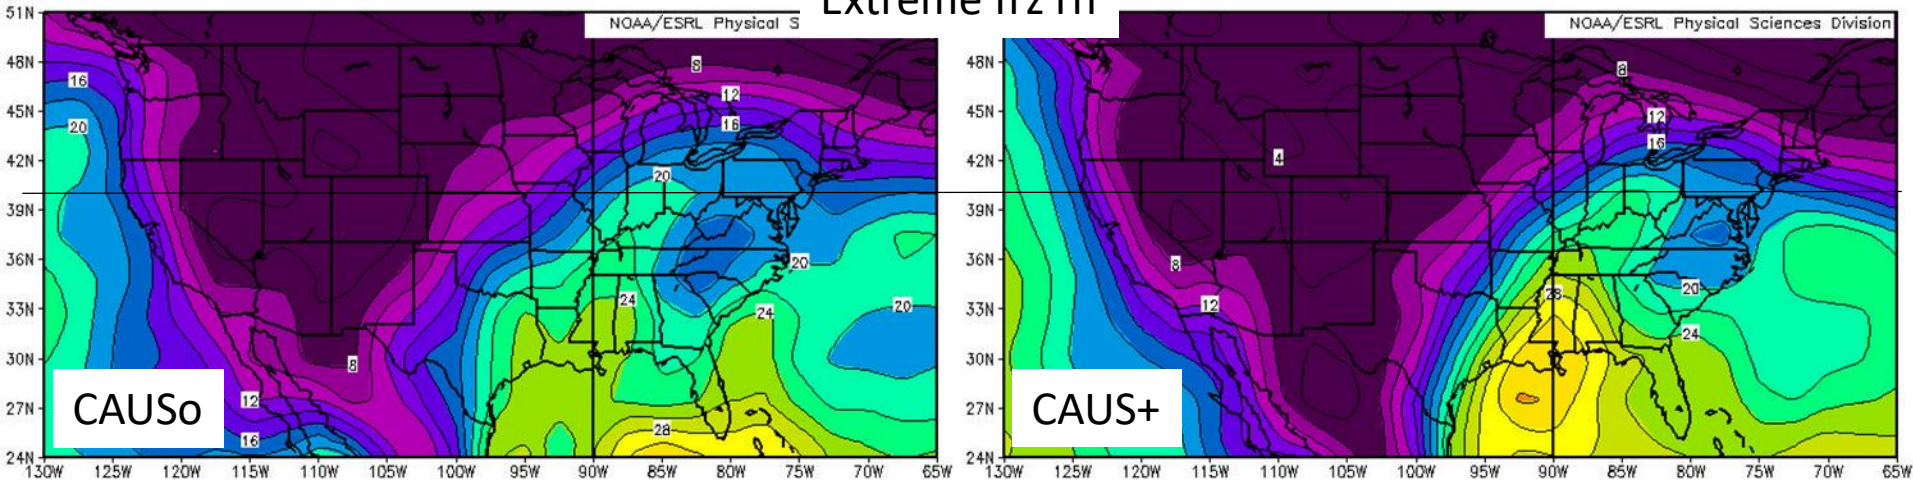 NOAA/ESRL Physical S
NOAA/ESRL Physical Sciences Division
51N
48N
45N
42N
39N
36N
33N
30N
27N
24N
16
20
8
12
16
20
24
24
20
20
28
8
12
16
CAUSo
130W 125W 120W 115W 110W 105W 100W 95W 90W 85W 80W 75W 70W 65W
48N
45N
42N
39N
36N
33N
30N
27N
24N
8
12
16
4
8
12
28
20
24
CAUS+
130W 125W 120W 115W 110W 105W 100W 95W 90W 85W 80W 75W 70W 65W